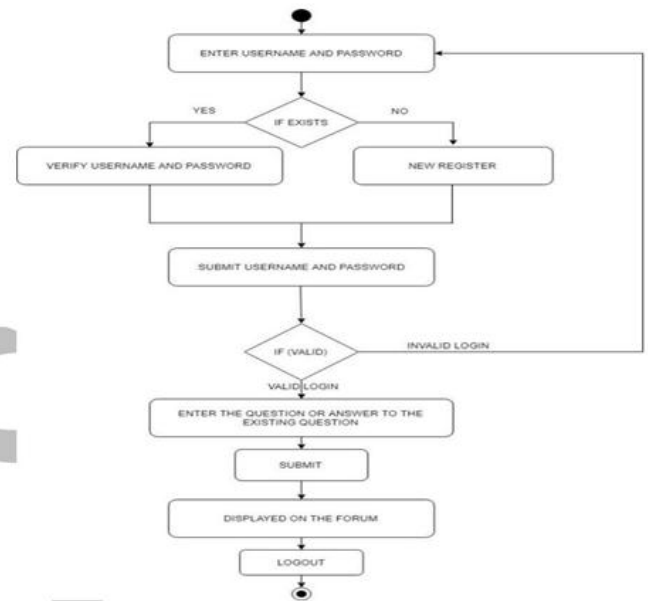 ENTER USERNAME AND PASSWORD
IF EXISTS
YES
NO
VERIFY USERNAME AND PASSWORD
NEW REGISTER
SUBMIT USERNAME AND PASSWORD
IF (VALID)
INVALID LOGIN
VALID LOGIN
ENTER THE QUESTION OR ANSWER TO THE
EXISTING QUESTION
SUBMIT
DISPLAYED ON THE FORUM
LOGOUT